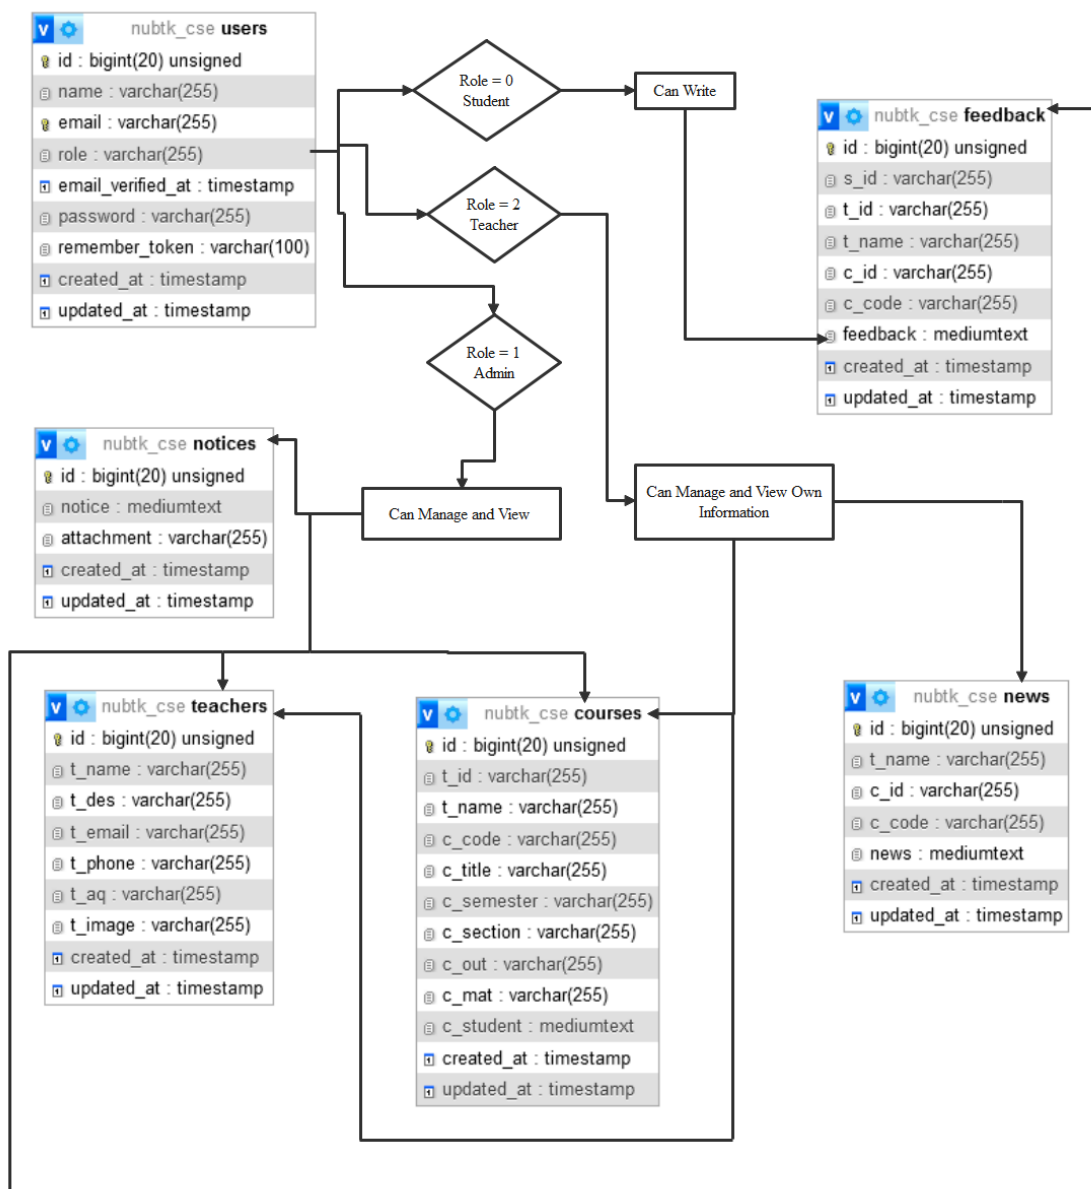 v nubtk_cse users
id : bigint(20) unsigned
name : varchar(255)
email : varchar(255)
role : varchar(255)
email_verified_at : timestamp
password : varchar(255)
remember_token : varchar(100)
created_at : timestamp
updated_at : timestamp
Role = 0
Student
Can Write
Role = 2
Teacher
Role = 1
Admin
v nubtk_cse feedback
id : bigint(20) unsigned
s_id : varchar(255)
t_id : varchar(255)
t_name : varchar(255)
c_id : varchar(255)
c_code : varchar(255)
feedback : mediumtext
created_at : timestamp
updated_at : timestamp
v nubtk_cse notices
id : bigint(20) unsigned
notice : mediumtext
attachment : varchar(255)
created_at : timestamp
updated_at : timestamp
Can Manage and View
Can Manage and View Own
Information
v nubtk_cse teachers
id : bigint(20) unsigned
t_name : varchar(255)
t_des : varchar(255)
t_email : varchar(255)
t_phone : varchar(255)
t_aq : varchar(255)
t_image : varchar(255)
created_at : timestamp
updated_at : timestamp
v nubtk_cse courses
id : bigint(20) unsigned
t_id : varchar(255)
t_name : varchar(255)
c_code : varchar(255)
c_title : varchar(255)
c_semester : varchar(255)
c_section : varchar(255)
c_out : varchar(255)
c_mat : varchar(255)
c_student : mediumtext
created_at : timestamp
updated_at : timestamp
v nubtk_cse news
id : bigint(20) unsigned
t_name : varchar(255)
c_id : varchar(255)
c_code : varchar(255)
news : mediumtext
created_at : timestamp
updated_at : timestamp